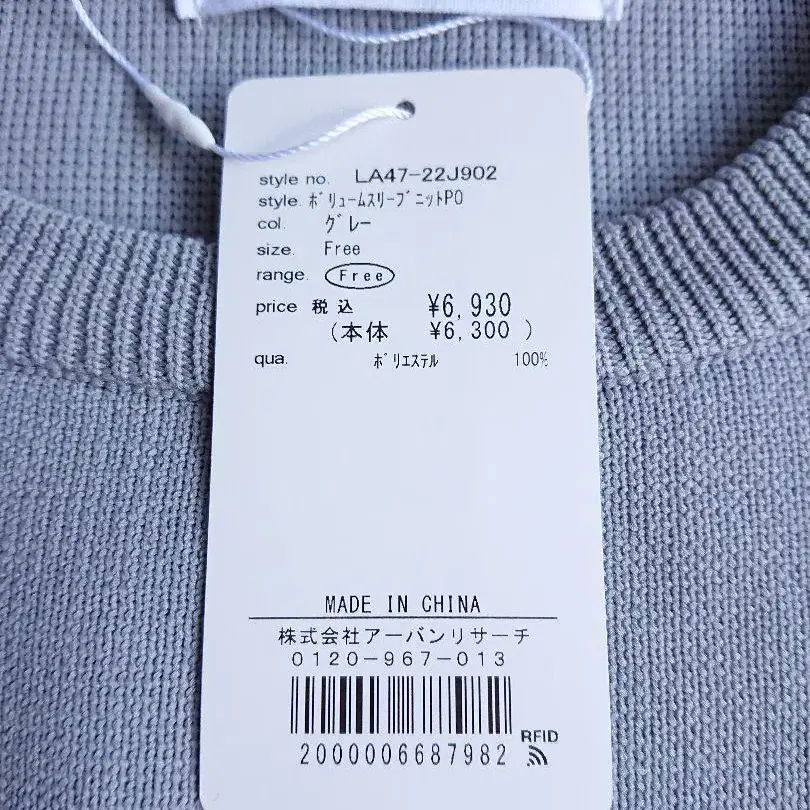 style no. LA47-22J902
style. ﾎﾞﾘｭｰﾑｽﾘｰﾌﾞﾆｯﾄPO
col. ｸﾞﾚｰ
size. Free
range. Free
price 税込 ¥6,930
(本体 ¥6,300 )
qua. ﾎﾟﾘｴｽﾃﾙ 100%
MADE IN CHINA
株式会社アーバンリサーチ
0120-967-013
RFID
2000006687982